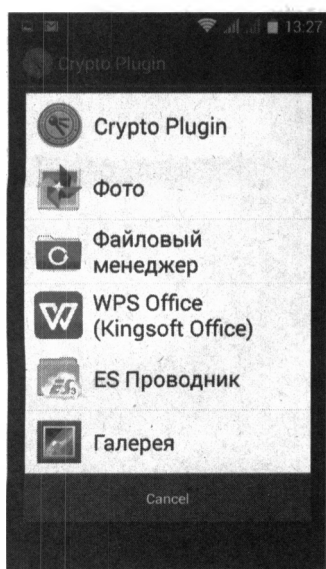 13:27
Crypto Plugin
Crypto Plugin
Фото
Файловый
менеджер
WPS Office
(Kingsoft Office)
ES Проводник
Галерея
Cancel